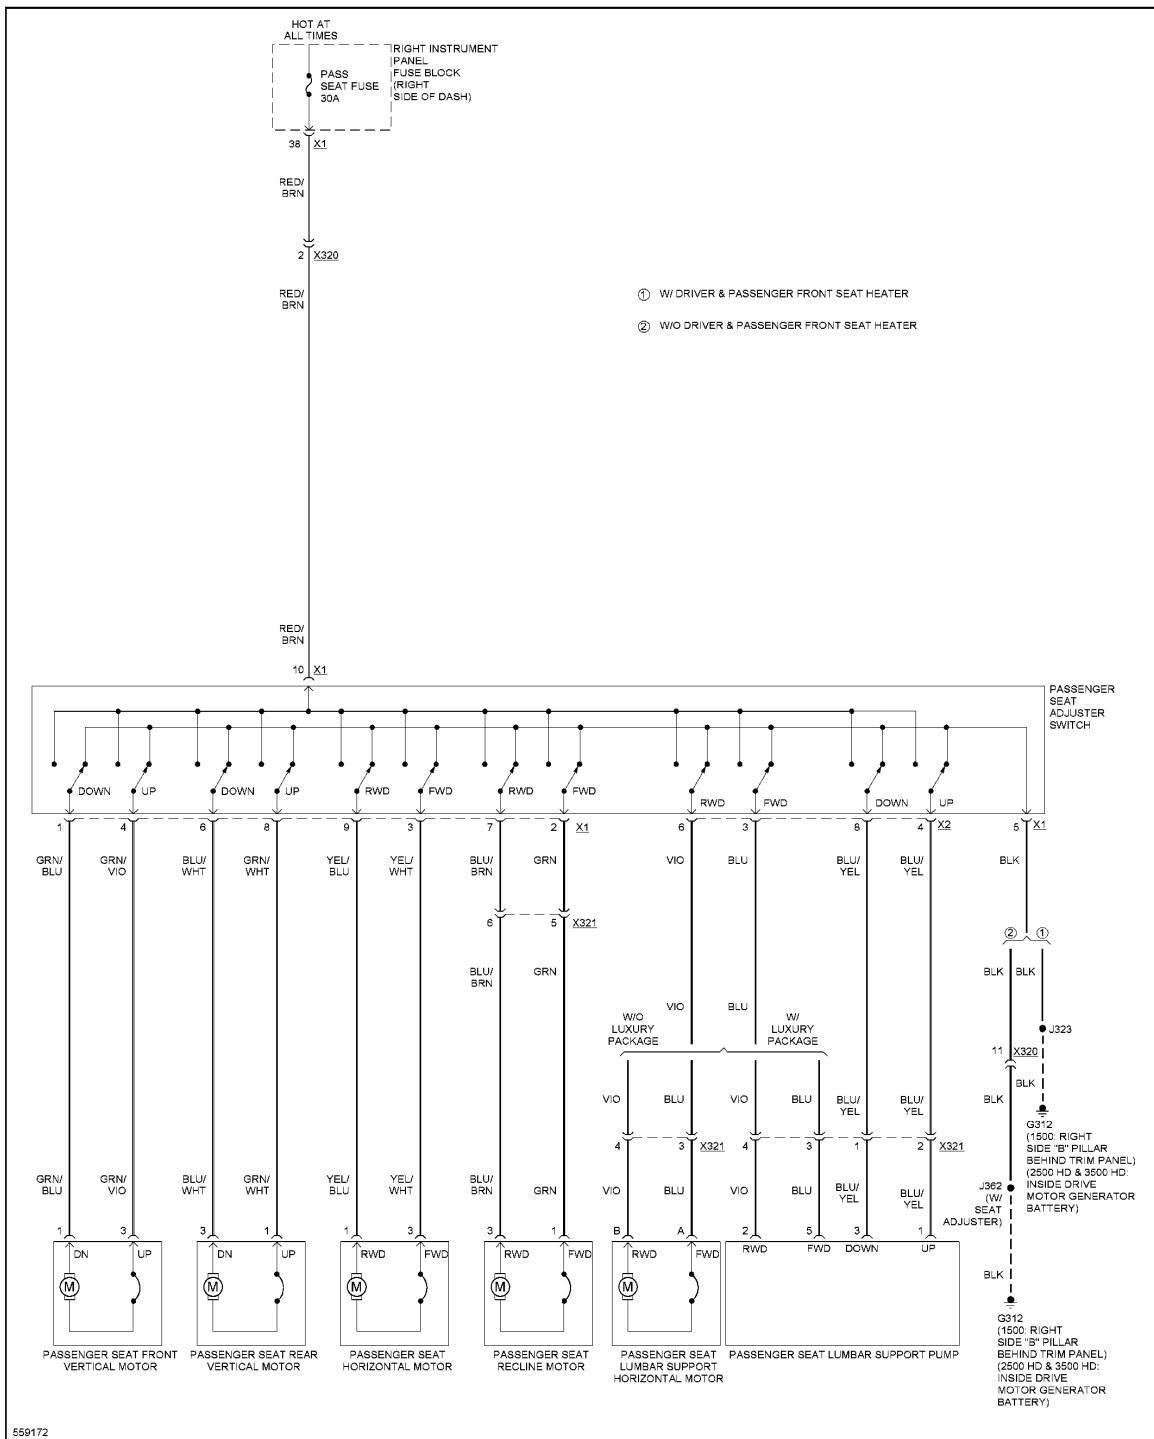 HOT AT
ALL TIMES
RIGHT INSTRUMENT
PANEL
FUSE BLOCK
(RIGHT
SIDE OF DASH)
PASS
SEAT FUSE
30A
38 X1
RED/
BRN
2 X320
RED/
BRN
① W/ DRIVER & PASSENGER FRONT SEAT HEATER
② W/O DRIVER & PASSENGER FRONT SEAT HEATER
RED/
BRN
10 X1
PASSENGER
SEAT
ADJUSTER
SWITCH
DOWN UP DOWN UP RWD FWD RWD FWD RWD FWD DOWN UP
1 4 6 8 9 3 7 2 X1 6 3 8 4 X2 5 X1
GRN/ GRN/ BLU/ GRN/ YEL/ YEL/ BLU/ GRN VIO BLU BLU/ BLU/ BLK
BLU VIO WHT WHT BLU WHT BRN YEL YEL
6 5 X321
② ①
BLU/ GRN BLK BLK
BRN
VIO BLU
W/O
LUXURY
PACKAGE
W/
LUXURY
PACKAGE
J323
11 X320
BLK
VIO BLU VIO BLU BLU/ BLU/ BLK
YEL YEL
4 3 X321 4 3 1 2 X321
G312
(1500: RIGHT
SIDE "B" PILLAR
BEHIND TRIM PANEL)
(2500 HD & 3500 HD:
INSIDE DRIVE
MOTOR GENERATOR
BATTERY)
J362
(W/
SEAT
ADJUSTER)
GRN/ GRN/ BLU/ GRN/ YEL/ YEL/ BLU/ GRN VIO BLU VIO BLU BLU/ BLU/
BLU VIO WHT WHT BLU WHT BRN YEL YEL
1 3 3 1 1 3 3 1 B A 2 5 3 1
DN UP DN UP RWD FWD RWD FWD RWD FWD RWD FWD DOWN UP
M M M M M
BLK
PASSENGER SEAT FRONT
VERTICAL MOTOR
PASSENGER SEAT REAR
VERTICAL MOTOR
PASSENGER SEAT
HORIZONTAL MOTOR
PASSENGER SEAT
RECLINE MOTOR
PASSENGER SEAT
LUMBAR SUPPORT
HORIZONTAL MOTOR
PASSENGER SEAT LUMBAR SUPPORT PUMP
G312
(1500: RIGHT
SIDE "B" PILLAR
BEHIND TRIM PANEL)
(2500 HD & 3500 HD:
INSIDE DRIVE
MOTOR GENERATOR
BATTERY)
559172